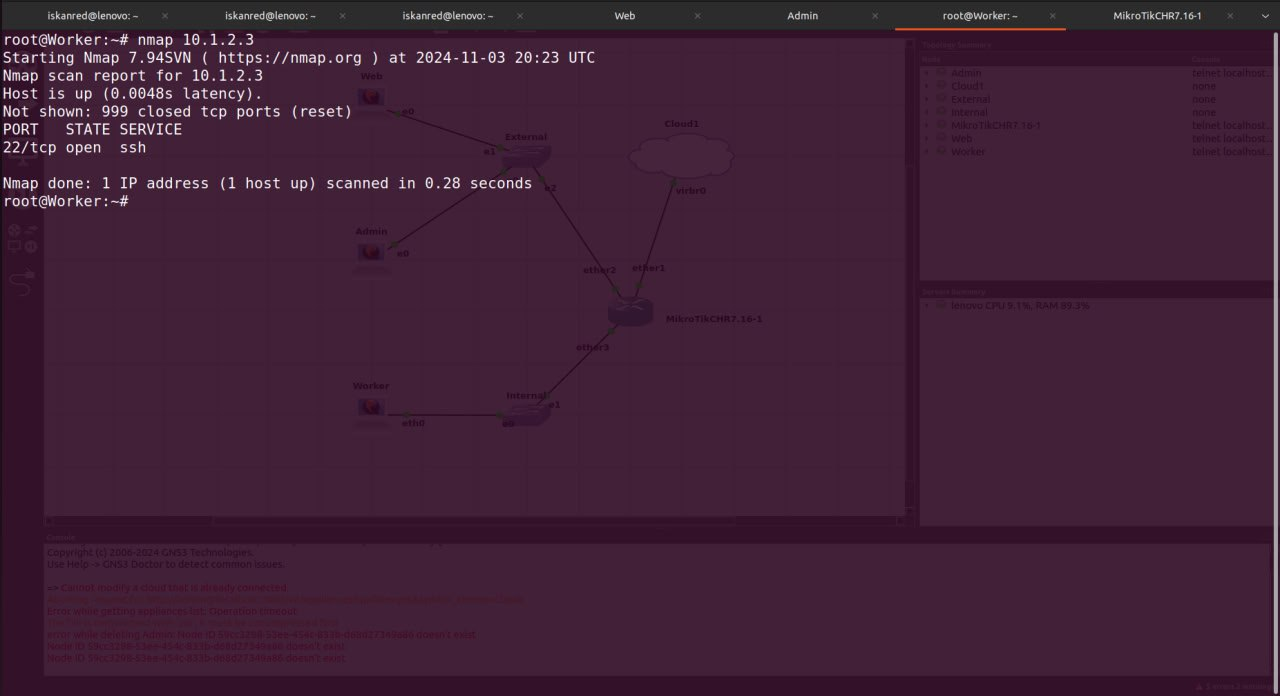 iskanred@lenovo: ~
iskanred@lenovo: ~
iskanred@lenovo: ~
Web
Admin
root@Worker: ~
MikroTikCHR7.16-1
root@Worker:~# nmap 10.1.2.3
Starting Nmap 7.94SVN ( https://nmap.org ) at 2024-11-03 20:23 UTC
Nmap scan report for 10.1.2.3
Host is up (0.0048s latency).
Not shown: 999 closed tcp ports (reset)
PORT   STATE SERVICE
22/tcp open  ssh
Nmap done: 1 IP address (1 host up) scanned in 0.28 seconds
root@Worker:~#
Web
e0
External
e1
e2
Cloud1
virbr0
Admin
e0
ether2
ether1
MikroTikCHR7.16-1
ether3
Worker
eth0
Internal
e1
e0
Topology Summary
Node Console
Admin telnet localhost...
Cloud1 none
External none
Internal none
MikroTikCHR7.16-1 telnet localhost...
Web telnet localhost...
Worker telnet localhost...
Servers Summary
lenovo CPU 9.1%, RAM 89.3%
Console
Copyright (c) 2006-2024 GNS3 Technologies.
Use Help -> GNS3 Doctor to detect common issues.
=> Cannot modify a cloud that is already connected
Error while getting appliances list: Operation timeout
error while deleting Admin: Node ID 59cc3298-53ee-454c-833b-d68d27349a86 doesn't exist
Node ID 59cc3298-53ee-454c-833b-d68d27349a86 doesn't exist
Node ID 59cc3298-53ee-454c-833b-d68d27349a86 doesn't exist